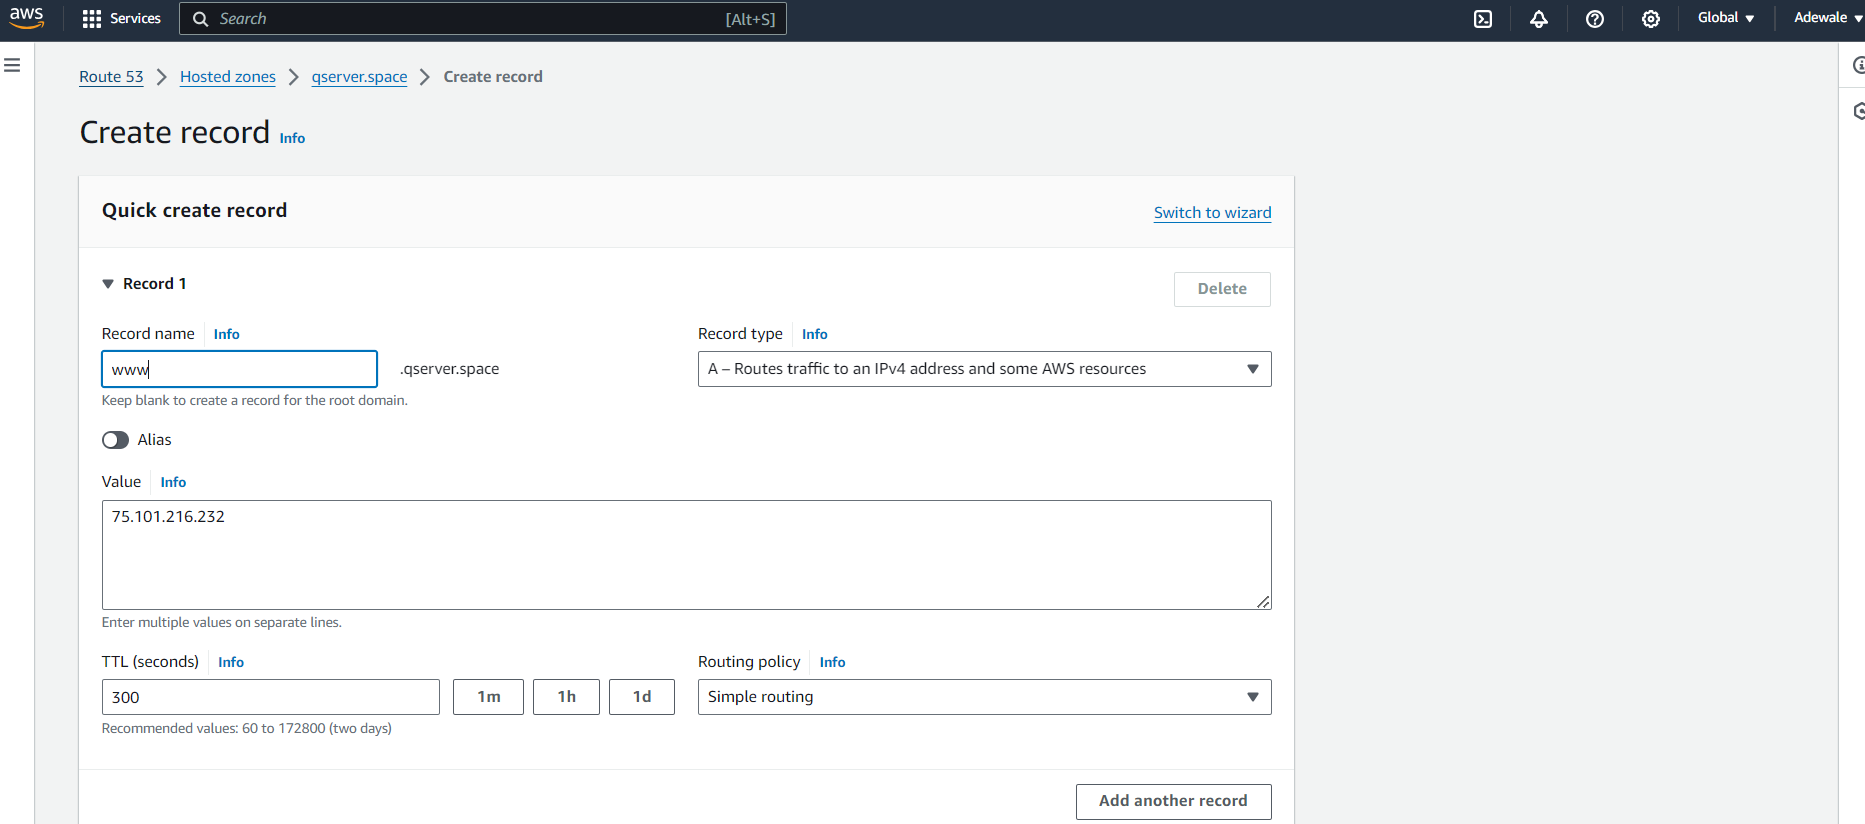 aws Services Search [Alt+S] Global Adewale
Route 53 Hosted zones qserver.space Create record
Create record Info
Quick create record Switch to wizard
Record 1 Delete
Record name Info Record type Info
www .qserver.space A – Routes traffic to an IPv4 address and some AWS resources
Keep blank to create a record for the root domain.
Alias
Value Info
75.101.216.232
Enter multiple values on separate lines.
TTL (seconds) Info Routing policy Info
300 1m 1h 1d Simple routing
Recommended values: 60 to 172800 (two days)
Add another record